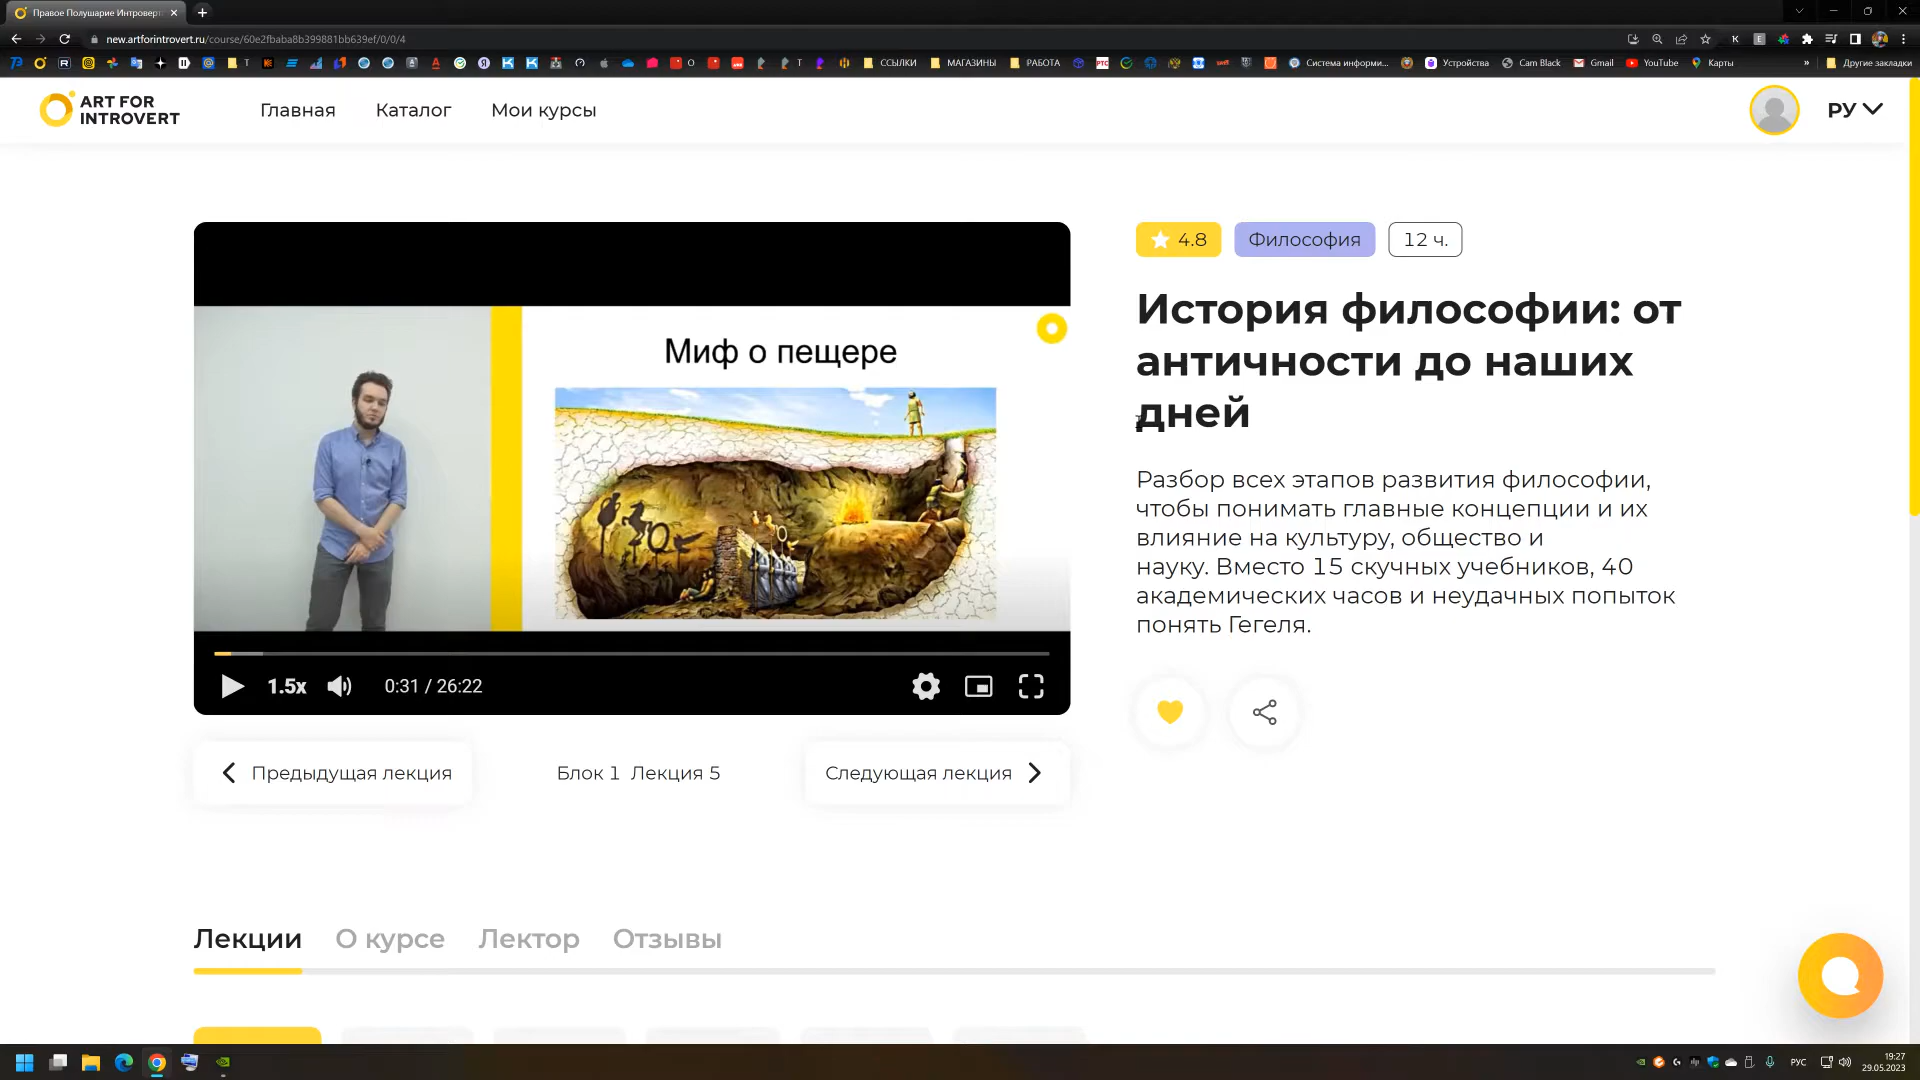 Правое Полушарие Интроверт
new.artforintrovert.ru/course/60e2fbaba8b399881bb639ef/0/0/4
ССЫЛКИ
МАГАЗИНЫ
РАБОТА
Система информи...
Устройства
Cam Black
Gmail
YouTube
Карты
»
Другие закладки
ART FOR
INTROVERT
Главная
Каталог
Мои курсы
РУ
Миф о пещере
1.5x
0:31 / 26:22
4.8
Философия
12 ч.
История философии: от
античности до наших
дней
Разбор всех этапов развития философии,
чтобы понимать главные концепции и их
влияние на культуру, общество и
науку. Вместо 15 скучных учебников, 40
академических часов и неудачных попыток
понять Гегеля.
Предыдущая лекция
Блок 1 Лекция 5
Следующая лекция
Лекции
О курсе
Лектор
Отзывы
РУС
19:27
29.05.2023